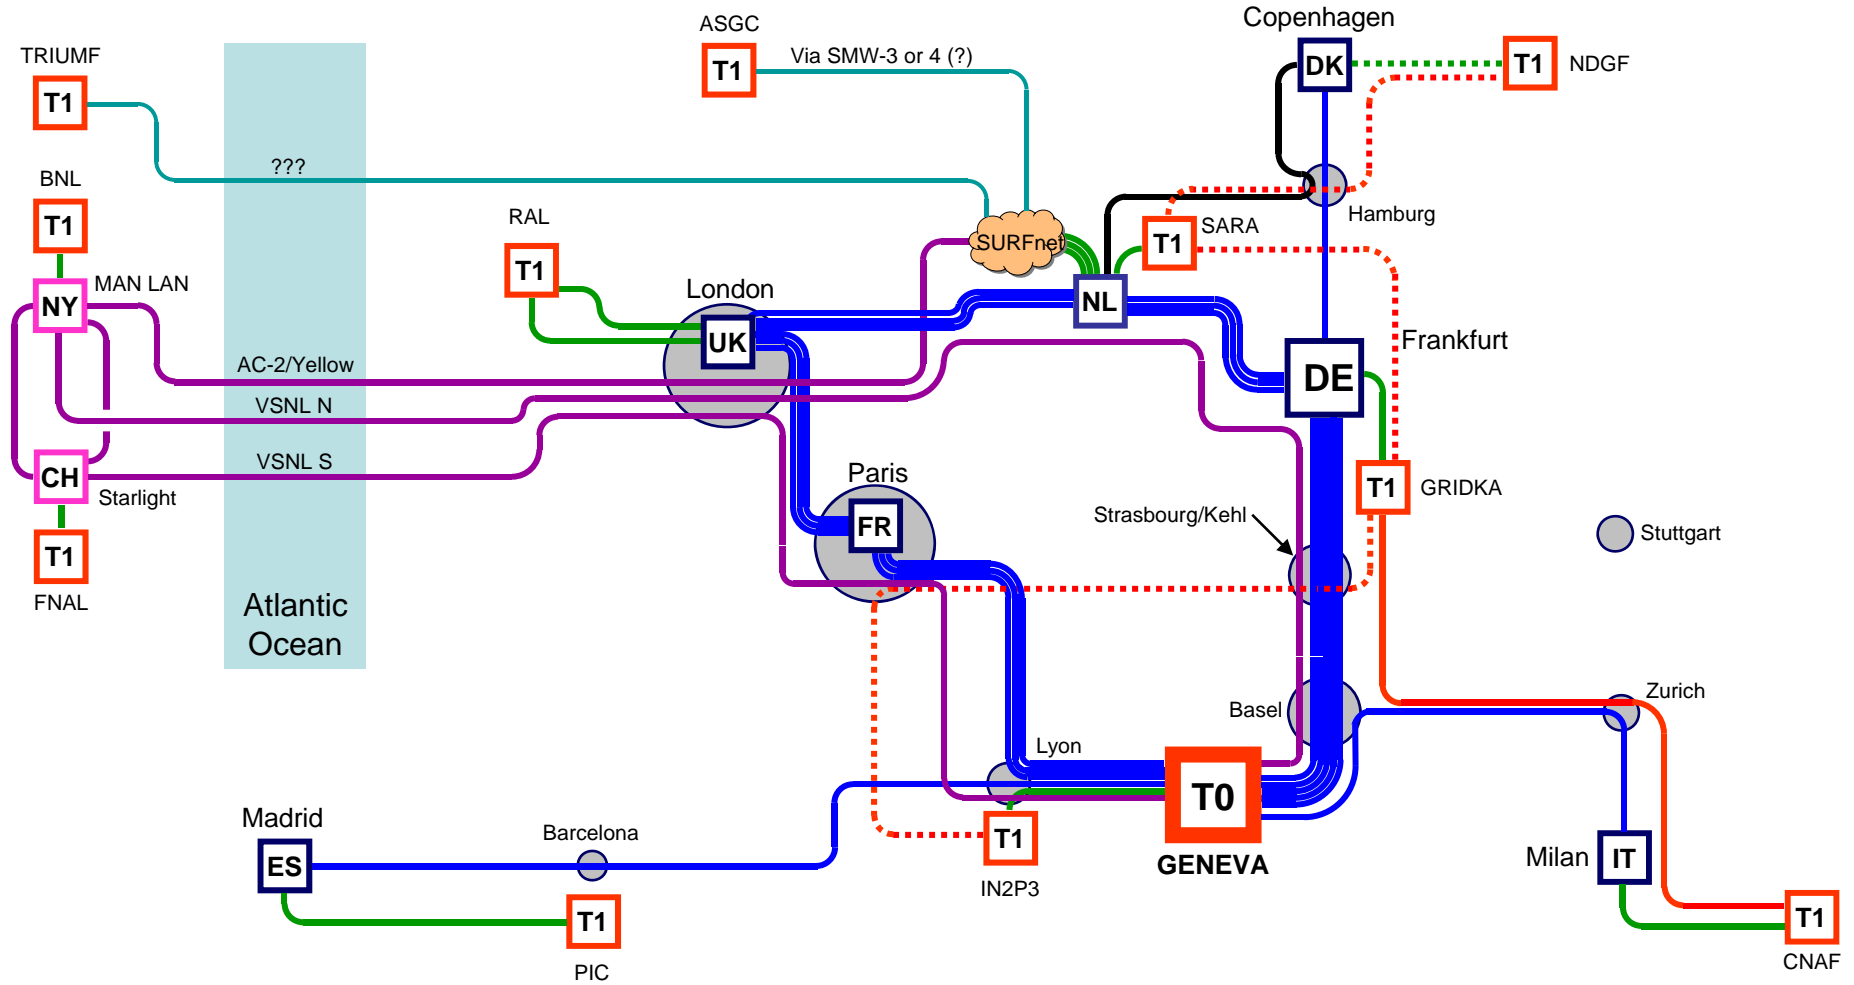 Copenhagen
ASGC
TRIUMF
Via SMW-3 or 4 (?)
T1
DK
T1
NDGF
T1
???
BNL
Hamburg
T1
RAL
SURFnet
T1
SARA
T1
MAN LAN
NY
London
NL
UK
Frankfurt
AC-2/Yellow
DE
VSNL N
VSNL S
CH
Starlight
Paris
T1
GRIDKA
Strasbourg/Kehl
FR
Stuttgart
T1
FNAL
Atlantic
Ocean
Zurich
Basel
Lyon
T0
GENEVA
Madrid
Barcelona
T1
IN2P3
ES
Milan
IT
T1
PIC
T1
CNAF